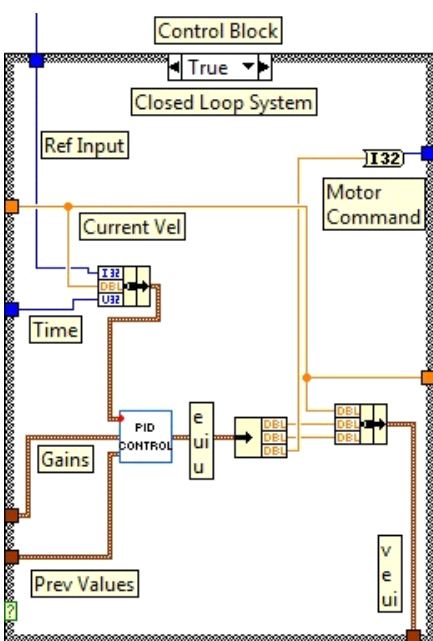 Control Block
True
Closed Loop System
Ref Input
I32
Motor
Command
Current Vel
I32
DBL
U32
Time
PID
CONTROL
e
ui
u
DBL
DBL
DBL
DBL
DBL
DBL
Gains
Prev Values
v
e
ui
?